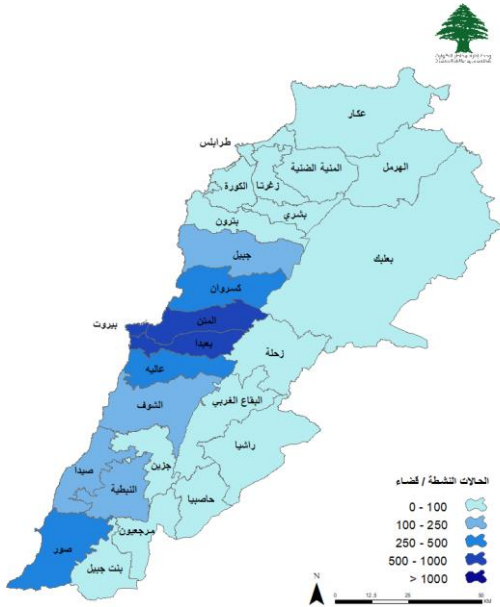 عكار
طرابلس
المنية الضنية
الهرمل
زغرتا
الكورة
بشري
بترون
جبيل
بعلبك
كسروان
المتن
بيروت
بعبدا
زحلة
عاليه
البقاع الغربي
الشوف
راشيا
جزين
صيدا
النبطية
حاصبيا
مرجعيون
صور
بنت جبيل
الحالات النشطة / قضاء
0 - 100
100 - 250
250 - 500
500 - 1000
> 1000
N
0 12.5 25 50
KM